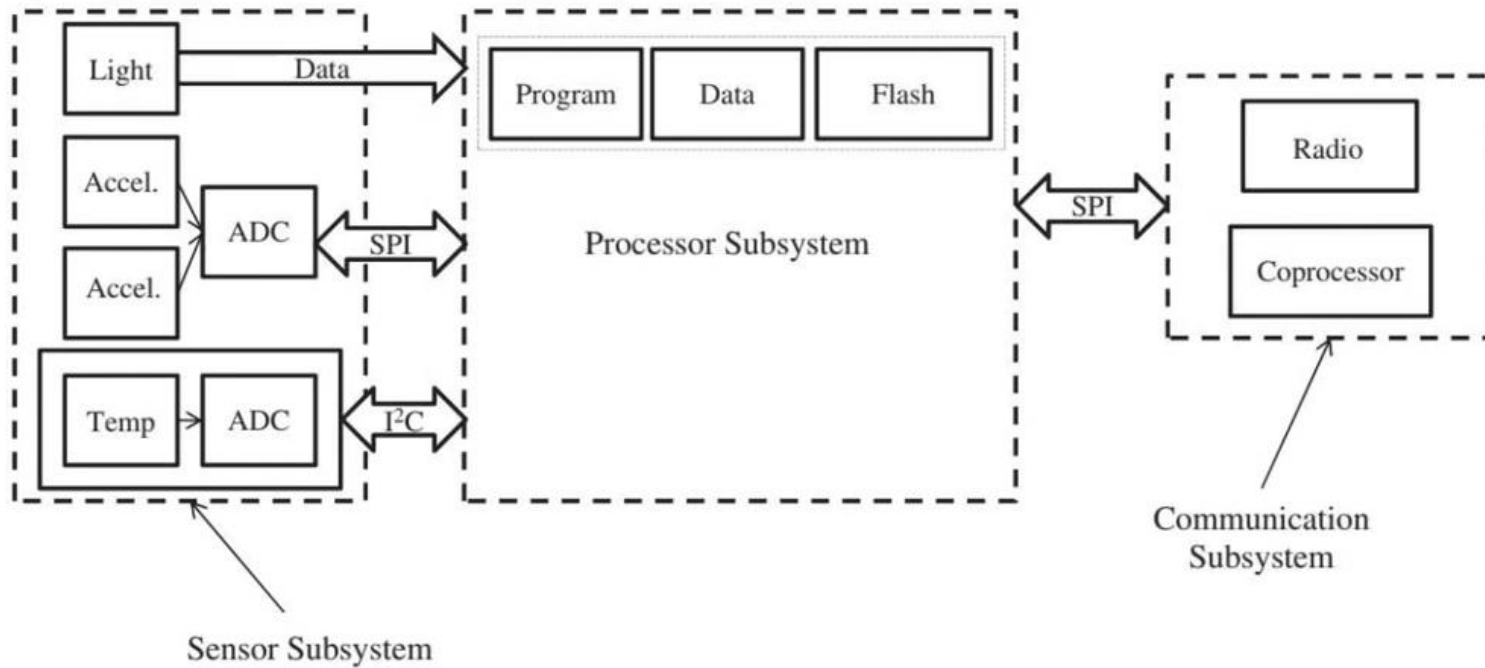 Light
Data
Program
Data
Flash
Accel.
ADC
SPI
Accel.
Processor Subsystem
SPI
Radio
Coprocessor
Temp
ADC
I²C
Communication
Subsystem
Sensor Subsystem